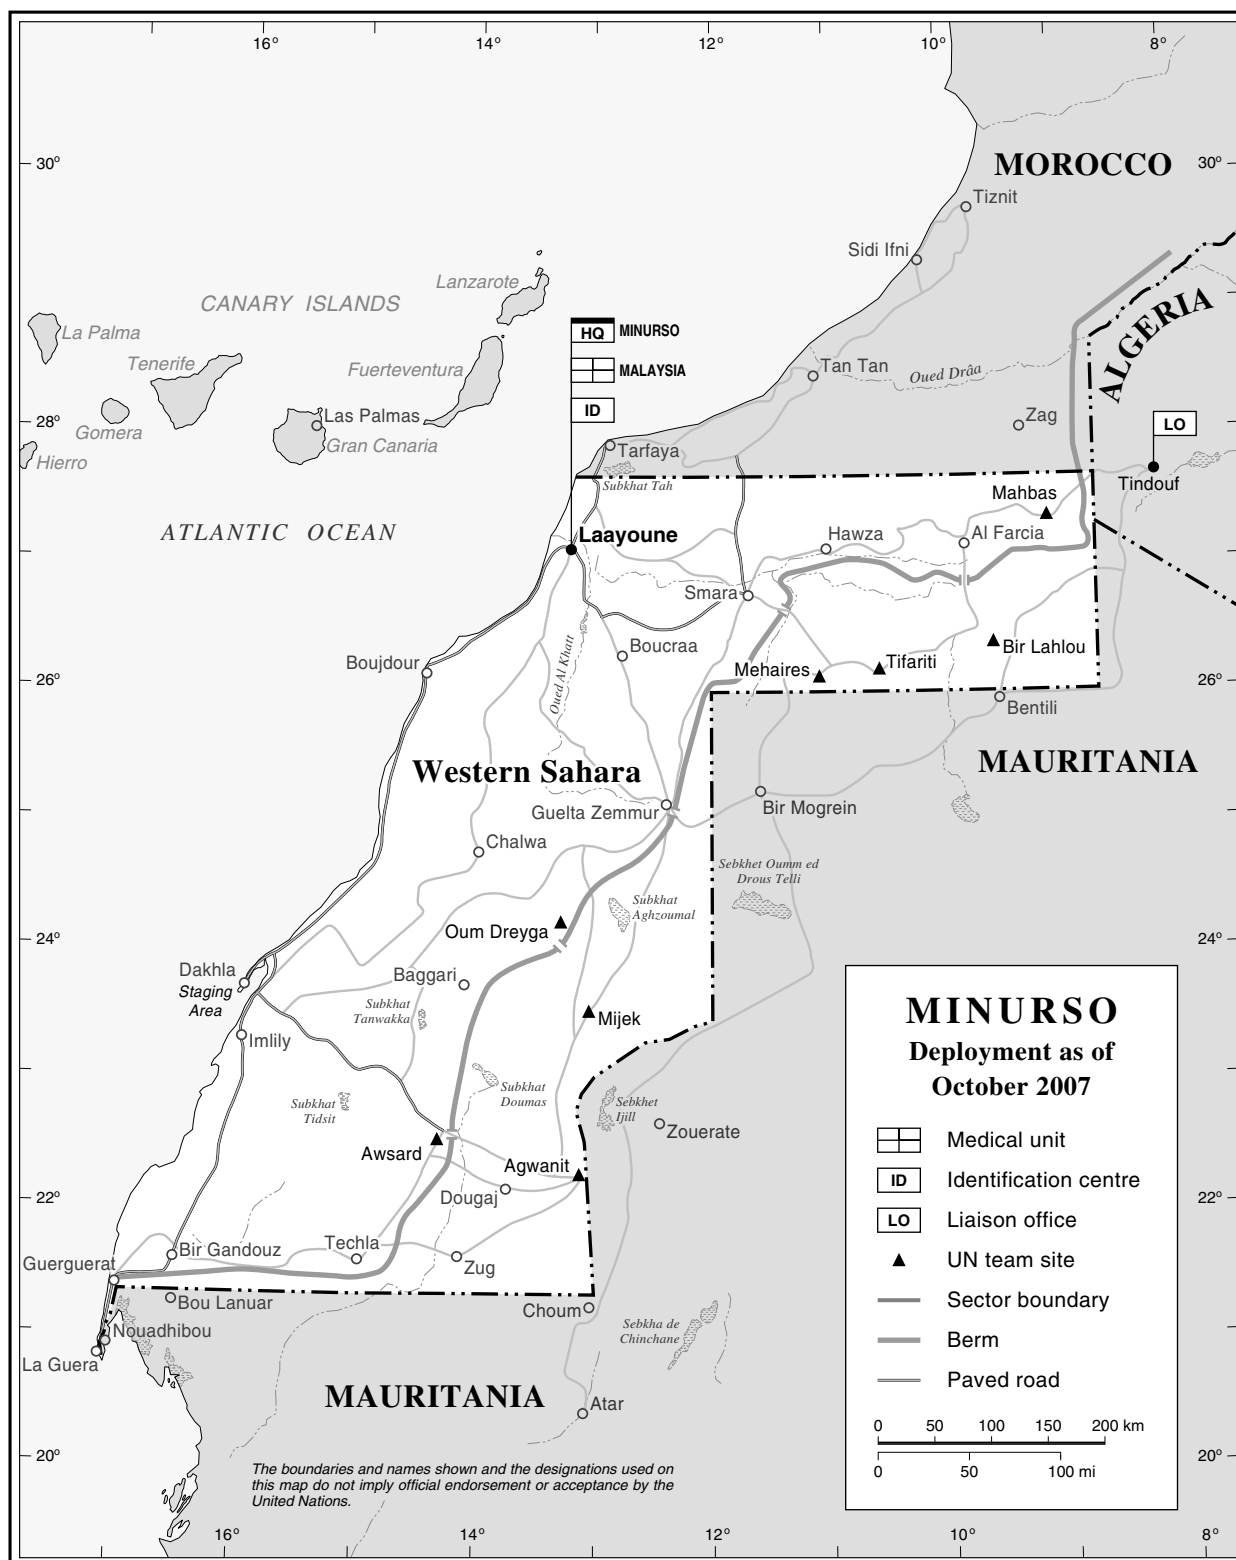 16°
14°
12°
10°
8°
30°
30°
MOROCCO
Tiznit
Sidi Ifni
Lanzarote
CANARY ISLANDS
La Palma
Tenerife
Fuerteventura
HQ MINURSO
MALAYSIA
ID
ALGERIA
Tan Tan
Oued Drâa
Las Palmas
Gomera
Gran Canaria
Hierro
28°
Zag
LO
28°
Tarfaya
Subkhat Tah
Tindouf
Mahbas
ATLANTIC OCEAN
Laayoune
Hawza
Al Farcia
Smara
Boujdour
Oued Al Khatt
Boucraa
Mehaires
Tifariti
Bir Lahlou
26°
26°
Bentili
Western Sahara
MAURITANIA
Guelta Zemmur
Bir Mogrein
Chalwa
Sebkhet Oumm ed
Drous Telli
Subkhat
Aghzoumal
Oum Dreyga
24°
24°
Dakhla
Staging
Area
Baggari
Subkhat
Tanwakka
Mijek
Imlily
Subkhat
Tidsit
Subkhat
Doumas
Sebkhet
Ijill
Zouerate
Awsard
Agwanit
Dougaj
22°
22°
Bir Gandouz
Techla
Zug
Guerguerat
Bou Lanuar
Choum
Nouadhibou
La Guera
Sebkha de
Chinchane
MAURITANIA
Atar
20°
20°
MINURSO
Deployment as of
October 2007
Medical unit
ID Identification centre
LO Liaison office
UN team site
Sector boundary
Berm
Paved road
0 50 100 150 200 km
0 50 100 mi
The boundaries and names shown and the designations used on
this map do not imply official endorsement or acceptance by the
United Nations.
16°
14°
12°
10°
8°